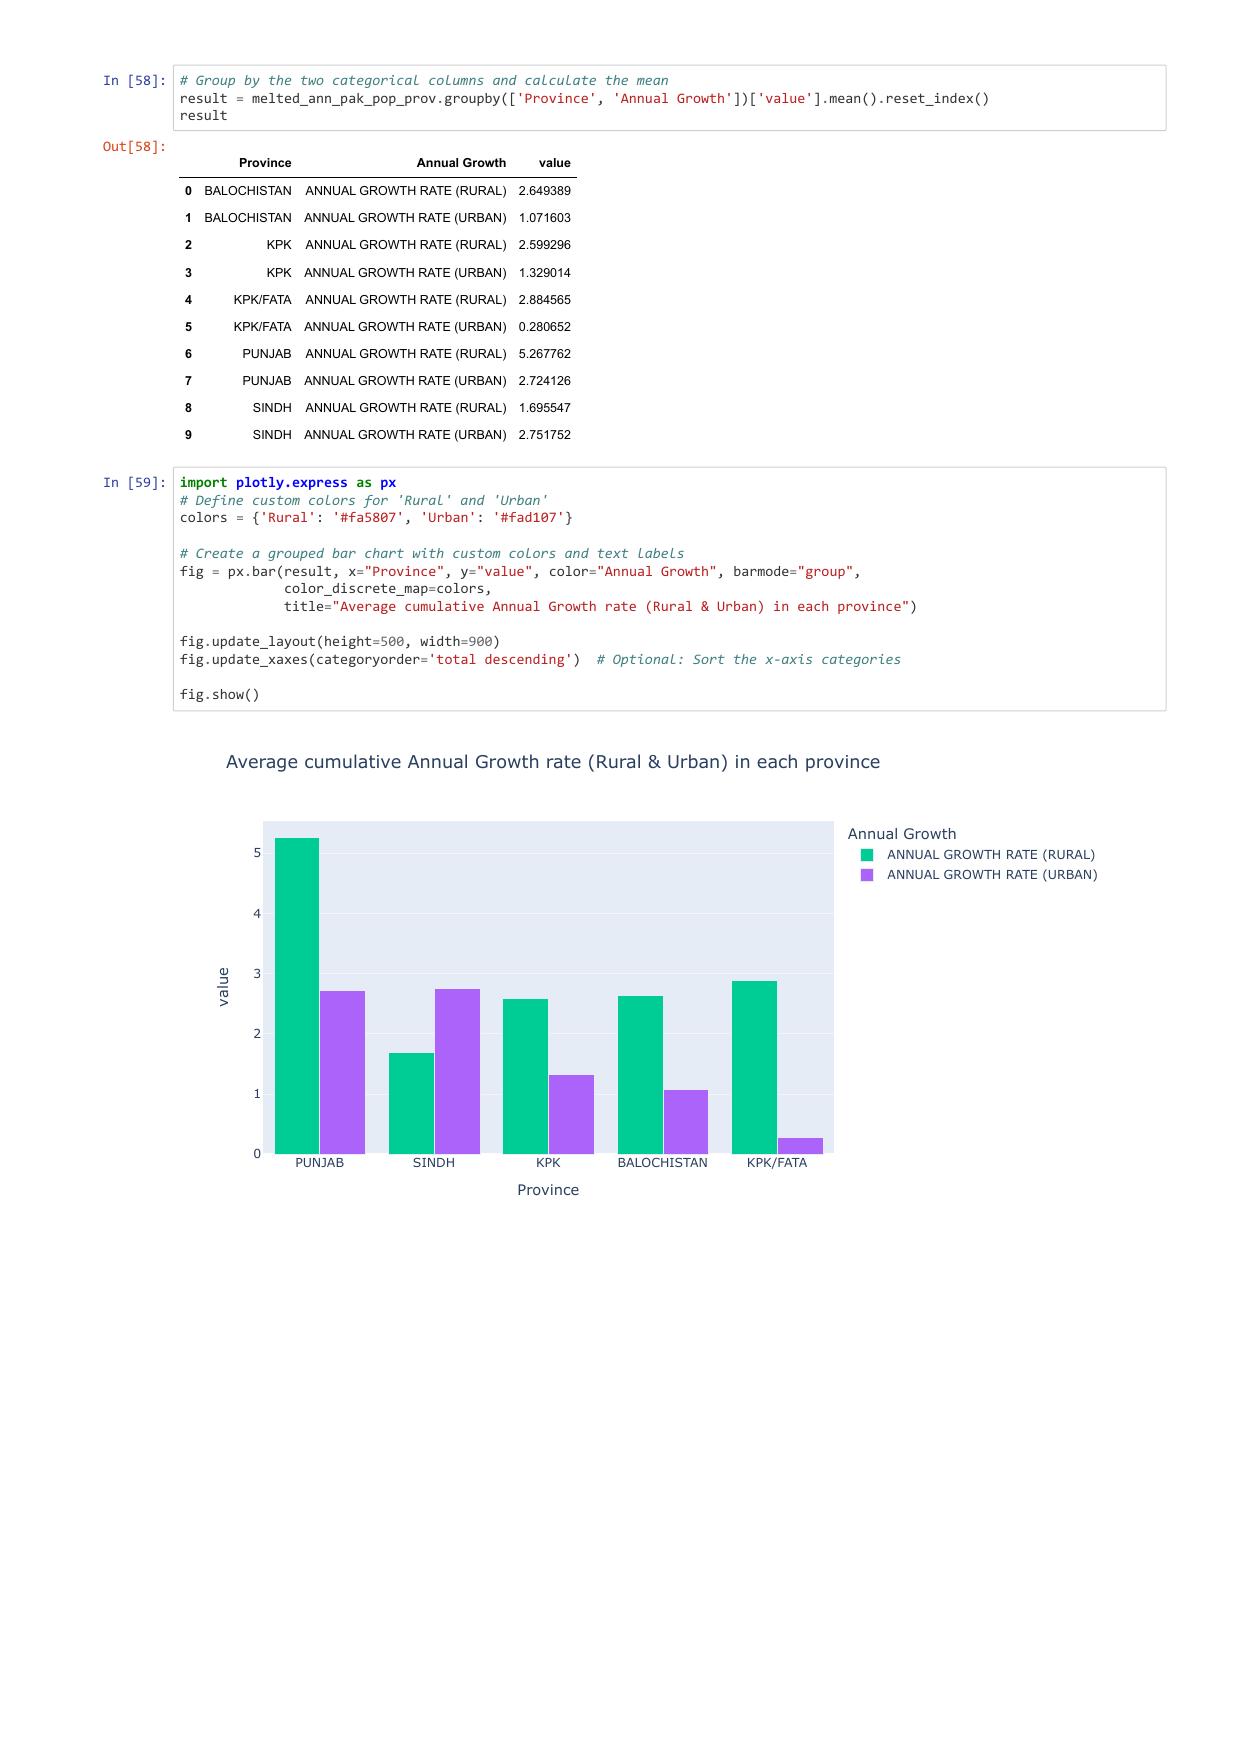 In [58]: # Group by the two categorical columns and calculate the mean
result = melted_ann_pak_pop_prov.groupby(['Province', 'Annual Growth'])['value'].mean().reset_index()
result
Out[58]:
Province Annual Growth value
0 BALOCHISTAN ANNUAL GROWTH RATE (RURAL) 2.649389
1 BALOCHISTAN ANNUAL GROWTH RATE (URBAN) 1.071603
2 KPK ANNUAL GROWTH RATE (RURAL) 2.599296
3 KPK ANNUAL GROWTH RATE (URBAN) 1.329014
4 KPK/FATA ANNUAL GROWTH RATE (RURAL) 2.884565
5 KPK/FATA ANNUAL GROWTH RATE (URBAN) 0.280652
6 PUNJAB ANNUAL GROWTH RATE (RURAL) 5.267762
7 PUNJAB ANNUAL GROWTH RATE (URBAN) 2.724126
8 SINDH ANNUAL GROWTH RATE (RURAL) 1.695547
9 SINDH ANNUAL GROWTH RATE (URBAN) 2.751752
In [59]: import plotly.express as px
# Define custom colors for 'Rural' and 'Urban'
colors = {'Rural': '#fa5807', 'Urban': '#fad107'}
# Create a grouped bar chart with custom colors and text labels
fig = px.bar(result, x="Province", y="value", color="Annual Growth", barmode="group",
color_discrete_map=colors,
title="Average cumulative Annual Growth rate (Rural & Urban) in each province")
fig.update_layout(height=500, width=900)
fig.update_xaxes(categoryorder='total descending') # Optional: Sort the x-axis categories
fig.show()
Average cumulative Annual Growth rate (Rural & Urban) in each province
Annual Growth
ANNUAL GROWTH RATE (RURAL)
ANNUAL GROWTH RATE (URBAN)
5
4
3
2
1
0
value
PUNJAB SINDH KPK BALOCHISTAN KPK/FATA
Province